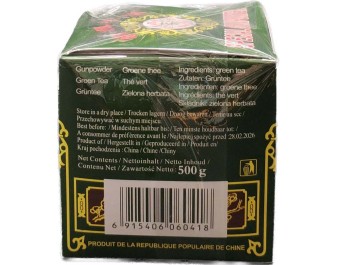 Gunpowder Groene thee
Green Tea Thé vert
Grüntee Zielona herbata
Ingredients: green tea
Zutaten: Grüntee
Ingrediënten: groene thee
Ingrédients: thé vert
Składniki: zielona herbata
Store in a dry place / Trocken lagern / Droog bewaren /
Przechowywać w suchym miejscu.
Best before: / Mindestens haltbar bis: / Ten minste houdbaar tot:
A consommer de préférence avant le / Najlepiej spożyć przed: 28.02.2026
Product of / Hergestellt in / Geproduceerd in / Produit en/
Kraj pochodzenia : China / Chine / Chiny
Net Contents / Nettoinhalt / Netto Inhoud /
Contenu Net / Zawartość Netto 500g
6 915406 060418
PRODUIT DE LA REPUBLIQUE POPULAIRE DE CHINE